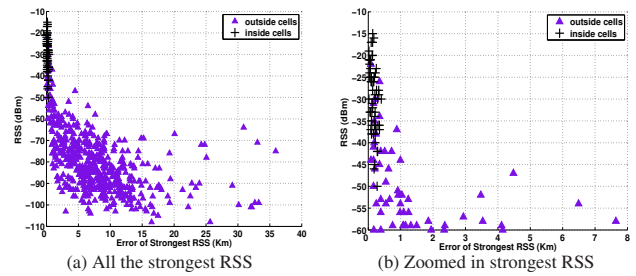 −10
−20
−30
−40
−50
−60
−70
−80
−90
−100
−110
RSS (dBm)
0 5 10 15 20 25 30 35 40
Error of Strongest RSS (Km)
outside cells
inside cells
(a) All the strongest RSS
−10
−15
−20
−25
−30
−35
−40
−45
−50
−55
−60
RSS (dBm)
0 1 2 3 4 5 6 7 8
Error of Strongest RSS (Km)
outside cells
inside cells
(b) Zoomed in strongest RSS